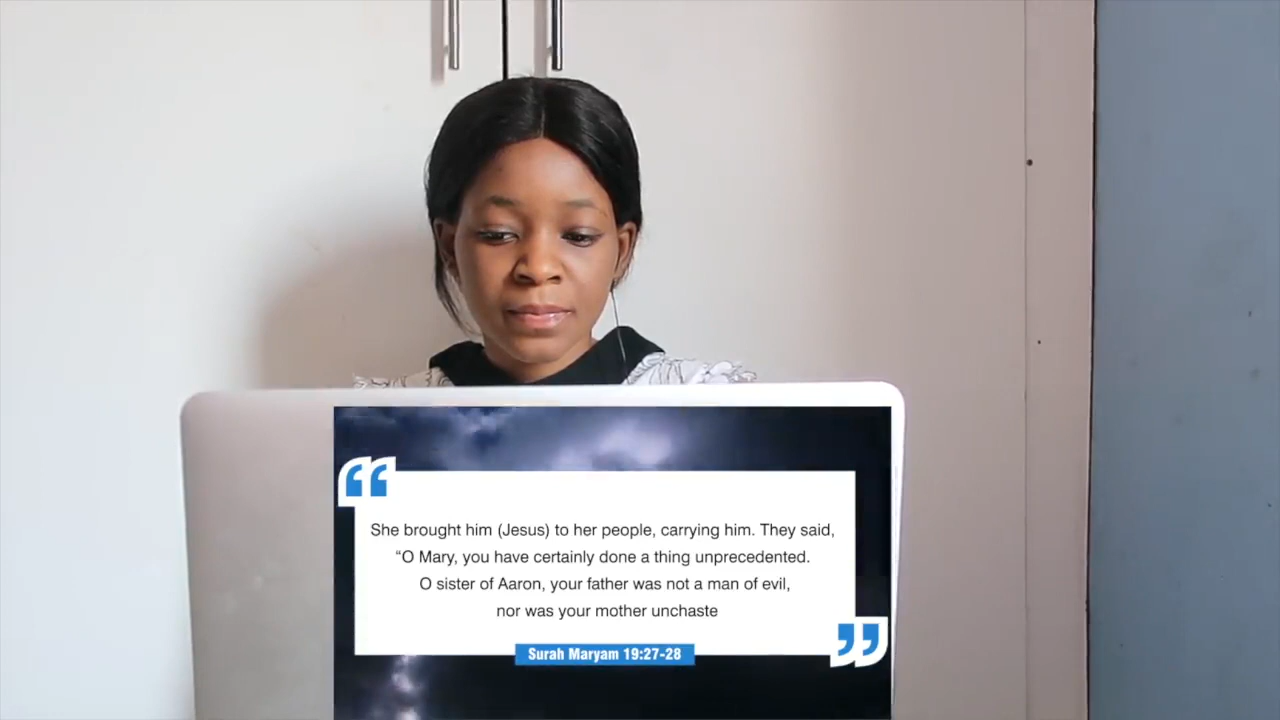 She brought him (Jesus) to her people, carrying him. They said,
“O Mary, you have certainly done a thing unprecedented.
O sister of Aaron, your father was not a man of evil,
nor was your mother unchaste
Surah Maryam 19:27-28